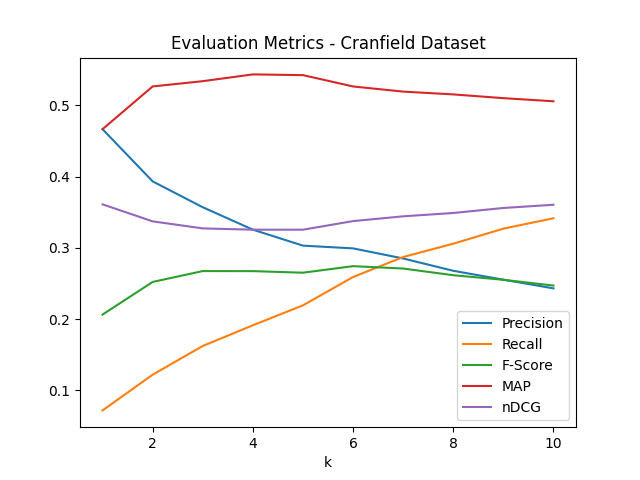 Evaluation Metrics - Cranfield Dataset
0.5
0.4
0.3
0.2
0.1
Precision
Recall
F-Score
MAP
nDCG
2 4 6 8 10
k